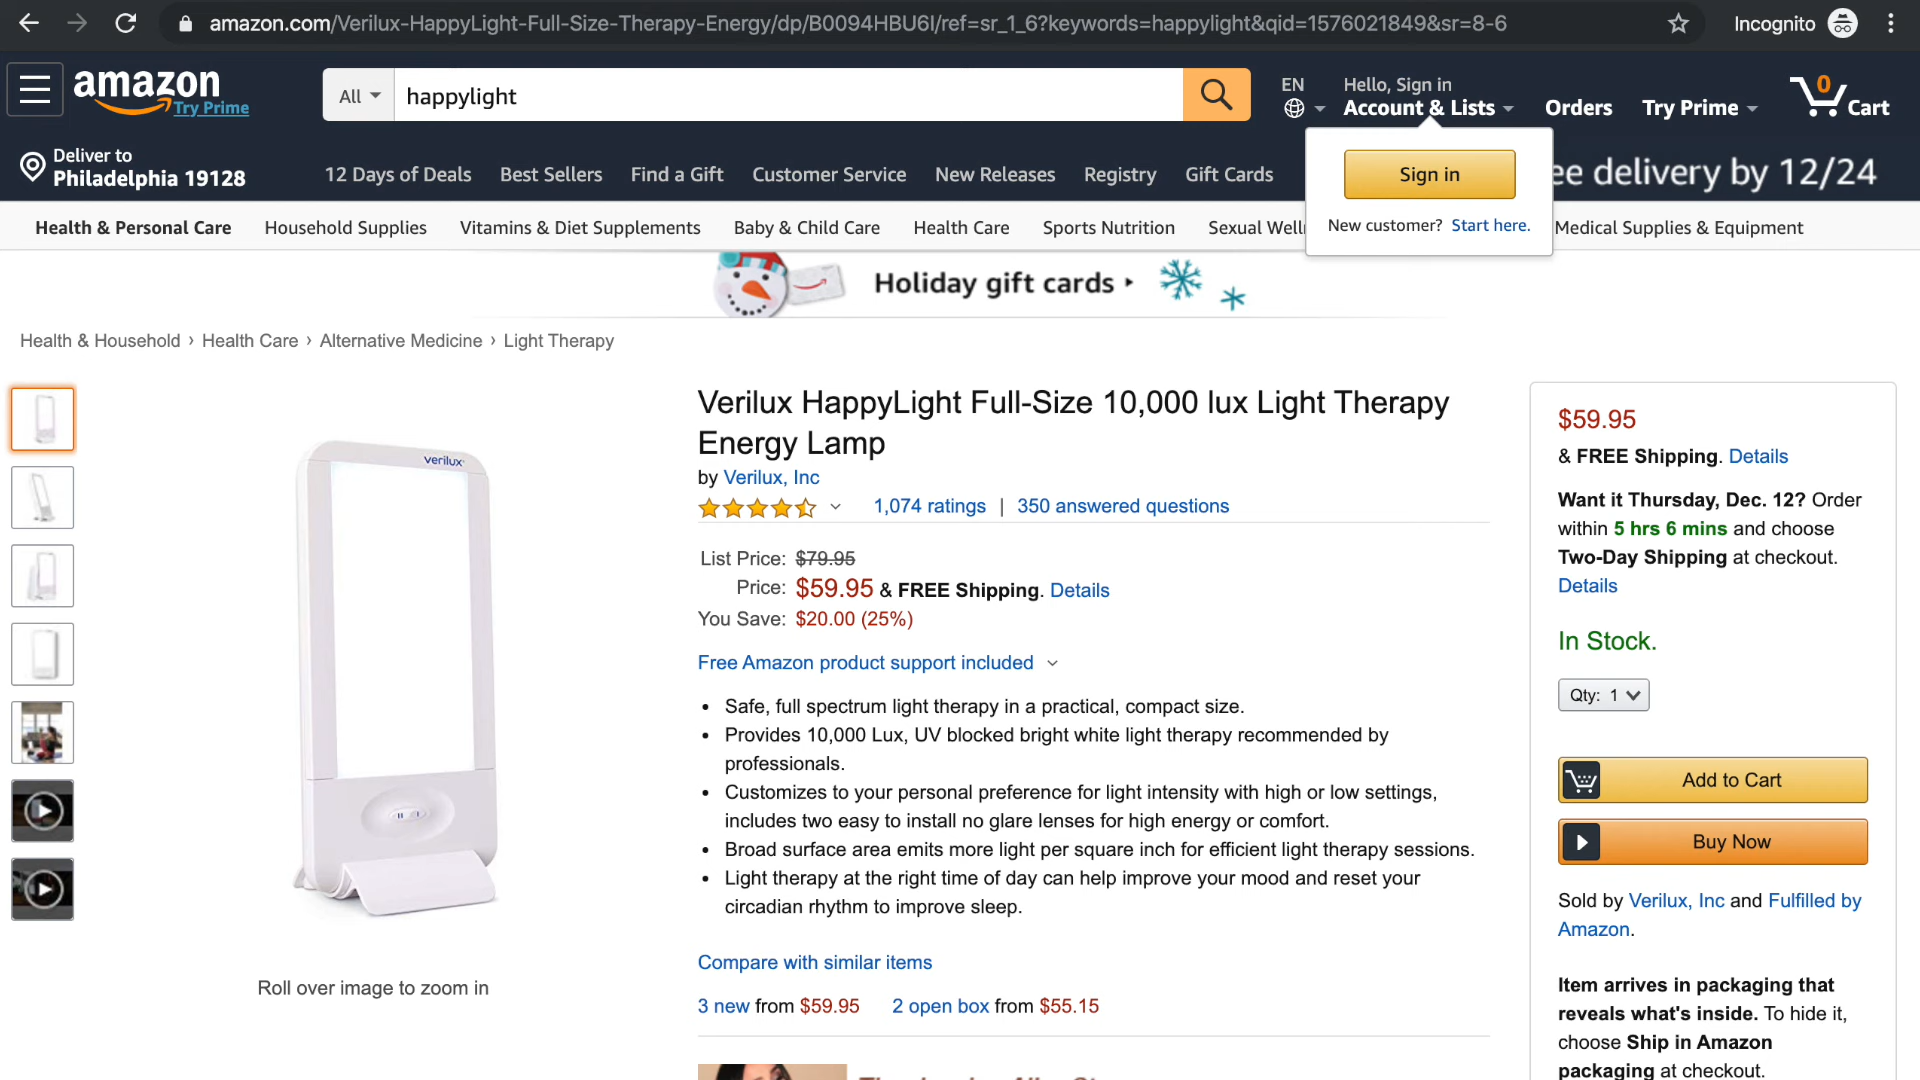 amazon.com/Verilux-HappyLight-Full-Size-Therapy-Energy/dp/B0094HBU6I/ref=sr_1_6?keywords=happylight&qid=1576021849&sr=8-6
Incognito
amazon
Try Prime
All
happylight
EN
Hello, Sign in
Account & Lists
Orders
Try Prime
0
Cart
Deliver to
Philadelphia 19128
12 Days of Deals
Best Sellers
Find a Gift
Customer Service
New Releases
Registry
Gift Cards
Sign in
New customer? Start here.
ee delivery by 12/24
Health & Personal Care
Household Supplies
Vitamins & Diet Supplements
Baby & Child Care
Health Care
Sports Nutrition
Sexual Well
Medical Supplies & Equipment
Holiday gift cards ▸
Health & Household › Health Care › Alternative Medicine › Light Therapy
verilux
Roll over image to zoom in
Verilux HappyLight Full-Size 10,000 lux Light Therapy
Energy Lamp
by Verilux, Inc
1,074 ratings | 350 answered questions
List Price: $79.95
Price: $59.95 & FREE Shipping. Details
You Save: $20.00 (25%)
Free Amazon product support included
• Safe, full spectrum light therapy in a practical, compact size.
• Provides 10,000 Lux, UV blocked bright white light therapy recommended by
professionals.
• Customizes to your personal preference for light intensity with high or low settings,
includes two easy to install no glare lenses for high energy or comfort.
• Broad surface area emits more light per square inch for efficient light therapy sessions.
• Light therapy at the right time of day can help improve your mood and reset your
circadian rhythm to improve sleep.
Compare with similar items
3 new from $59.95
2 open box from $55.15
$59.95
& FREE Shipping. Details
Want it Thursday, Dec. 12? Order
within 5 hrs 6 mins and choose
Two-Day Shipping at checkout.
Details
In Stock.
Qty: 1
Add to Cart
Buy Now
Sold by Verilux, Inc and Fulfilled by
Amazon.
Item arrives in packaging that
reveals what's inside. To hide it,
choose Ship in Amazon
packaging at checkout.